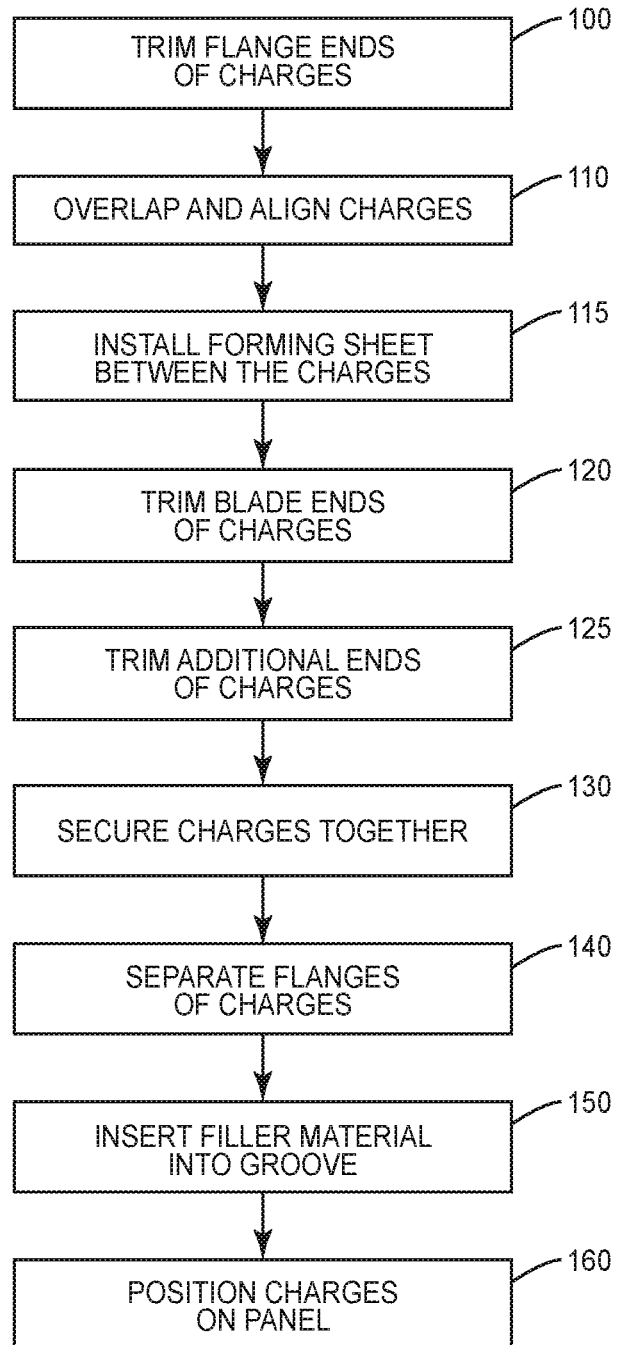 100
TRIM FLANGE ENDS
OF CHARGES
110
OVERLAP AND ALIGN CHARGES
115
INSTALL FORMING SHEET
BETWEEN THE CHARGES
120
TRIM BLADE ENDS
OF CHARGES
125
TRIM ADDITIONAL ENDS
OF CHARGES
130
SECURE CHARGES TOGETHER
140
SEPARATE FLANGES
OF CHARGES
150
INSERT FILLER MATERIAL
INTO GROOVE
160
POSITION CHARGES
ON PANEL